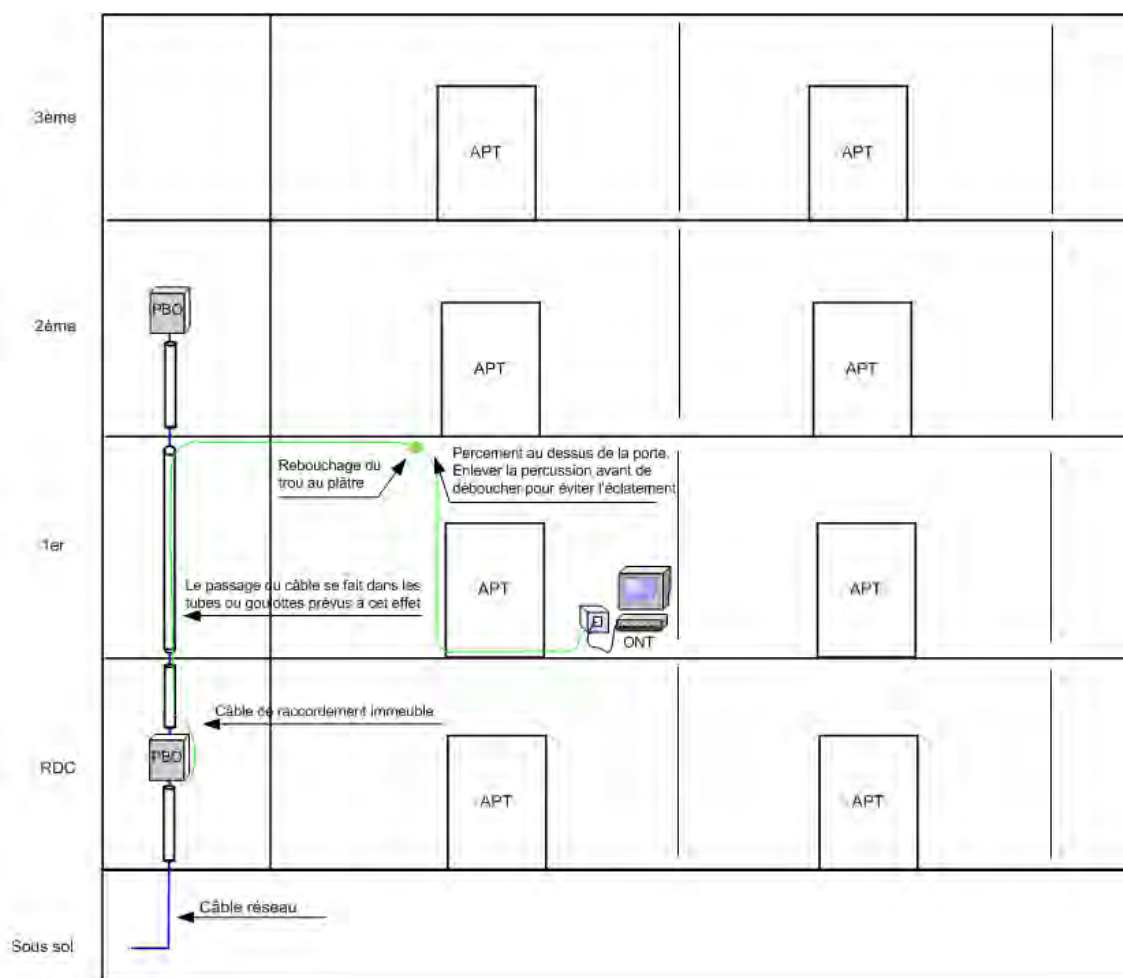 3ème
APT
APT
PBO
2ème
APT
APT
Rebouchage du
trou au plâtre
Percement au dessus de la porte.
Enlever la percussion avant de
déboucher pour éviter l'éclatement
1er
Le passage du câble se fait dans les
tubes ou goulottes prévus à cet effet
APT
APT
ONT
Câble de raccordement immeuble
PBO
RDC
APT
APT
Câble réseau
Sous sol